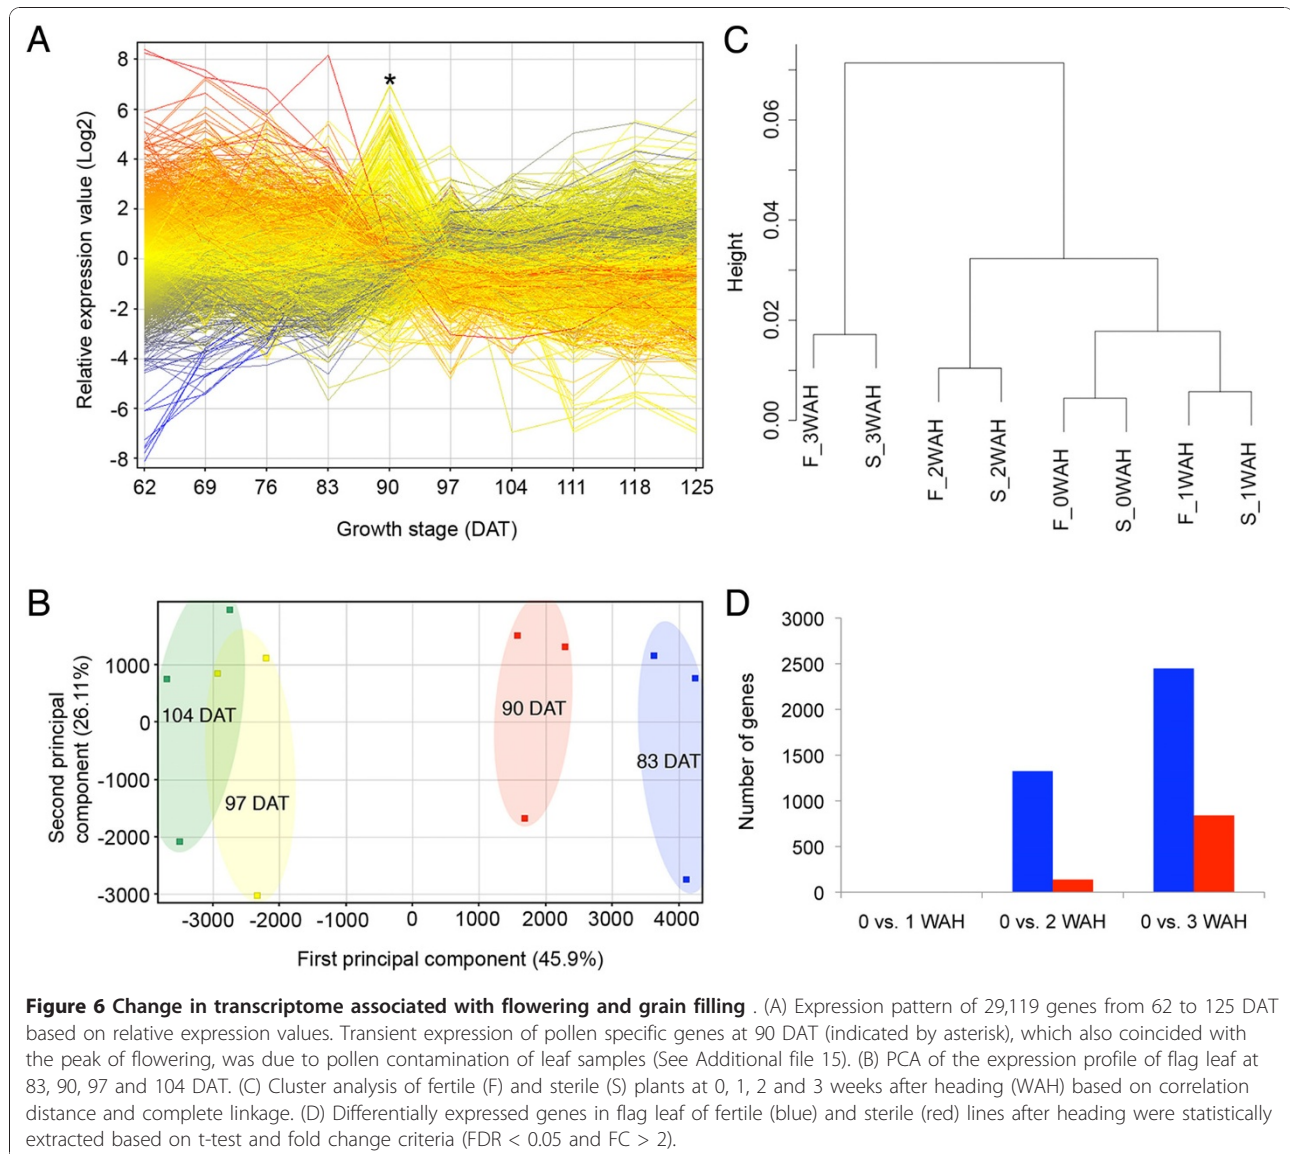 A
Relative expression value (Log2)
8
6
4
2
0
-2
-4
-6
-8
*
62 69 76 83 90 97 104 111 118 125
Growth stage (DAT)
C
Height
0.06
0.04
0.02
0.00
F_3WAH
S_3WAH
F_2WAH
S_2WAH
F_0WAH
S_0WAH
F_1WAH
S_1WAH
B
Second principal
component (26.11%)
1000
0
-1000
-2000
-3000
104 DAT
97 DAT
90 DAT
83 DAT
-3000 -2000 -1000 0 1000 2000 3000 4000
First principal component (45.9%)
D
Number of genes
3000
2500
2000
1500
1000
500
0
0 vs. 1 WAH 0 vs. 2 WAH 0 vs. 3 WAH
Figure 6 Change in transcriptome associated with flowering and grain filling . (A) Expression pattern of 29,119 genes from 62 to 125 DAT
based on relative expression values. Transient expression of pollen specific genes at 90 DAT (indicated by asterisk), which also coincided with
the peak of flowering, was due to pollen contamination of leaf samples (See Additional file 15). (B) PCA of the expression profile of flag leaf at
83, 90, 97 and 104 DAT. (C) Cluster analysis of fertile (F) and sterile (S) plants at 0, 1, 2 and 3 weeks after heading (WAH) based on correlation
distance and complete linkage. (D) Differentially expressed genes in flag leaf of fertile (blue) and sterile (red) lines after heading were statistically
extracted based on t-test and fold change criteria (FDR < 0.05 and FC > 2).